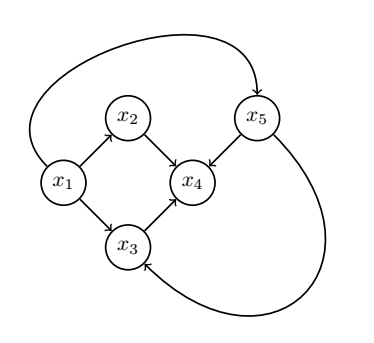 x₂ x₅
x₁ x₄
x₃